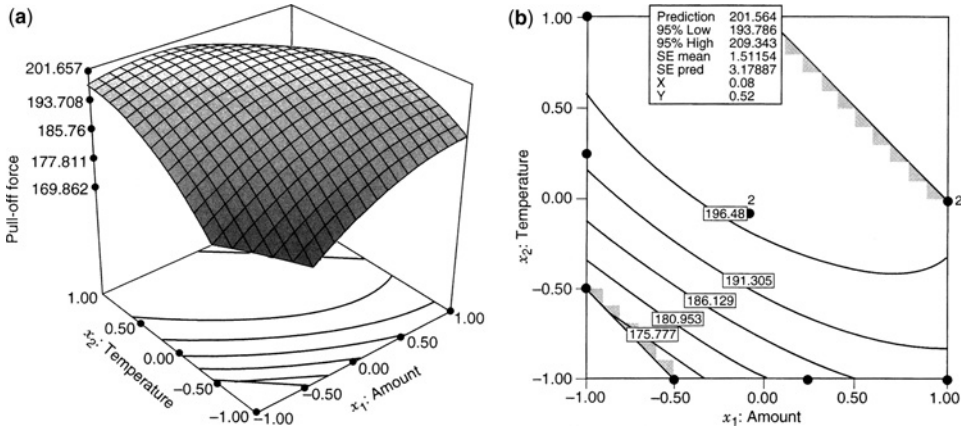 (a)
201.657
193.708
185.76
177.811
169.862
Pull-off force
1.00
0.50
0.00
−0.50
−1.00
x2: Temperature
−1.00
−0.50
0.00
0.50
1.00
x1: Amount
(b)
Prediction 201.564
95% Low 193.786
95% High 209.343
SE mean 1.51154
SE pred 3.17887
X 0.08
Y 0.52
1.00
0.50
0.00
−0.50
−1.00
x2: Temperature
2
2
196.48
191.305
186.129
180.953
175.777
−1.00
−0.50
0.00
0.50
1.00
x1: Amount